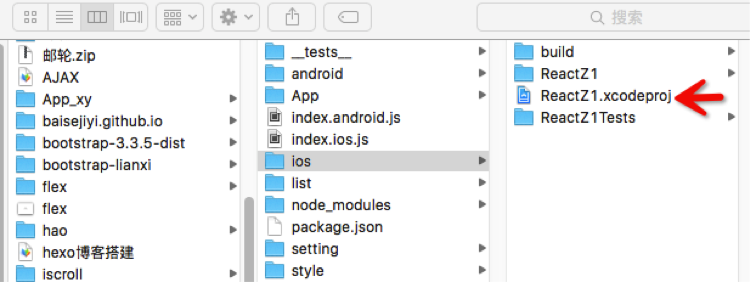 搜索
邮轮.zip
AJAX
App_xy
baisejiyi.github.io
bootstrap-3.3.5-dist
bootstrap-lianxi
flex
flex
hao
hexo博客搭建
iscroll
__tests__
android
App
index.android.js
index.ios.js
ios
list
node_modules
package.json
setting
style
build
ReactZ1
ReactZ1.xcodeproj
ReactZ1Tests